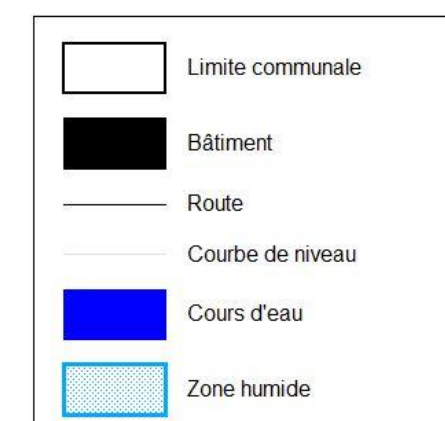 Limite communale
Bâtiment
Route
Courbe de niveau
Cours d'eau
Zone humide